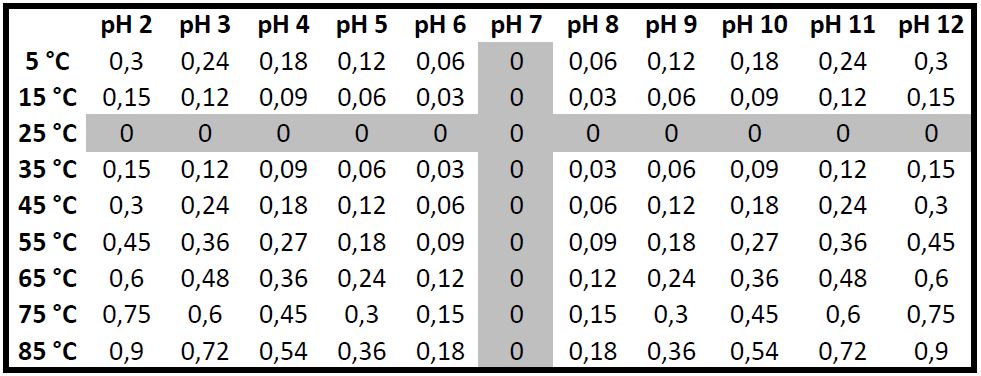 pH 2 pH 3 pH 4 pH 5 pH 6 pH 7 pH 8 pH 9 pH 10 pH 11 pH 12
5 °C 0,3 0,24 0,18 0,12 0,06 0 0,06 0,12 0,18 0,24 0,3
15 °C 0,15 0,12 0,09 0,06 0,03 0 0,03 0,06 0,09 0,12 0,15
25 °C 0 0 0 0 0 0 0 0 0 0 0
35 °C 0,15 0,12 0,09 0,06 0,03 0 0,03 0,06 0,09 0,12 0,15
45 °C 0,3 0,24 0,18 0,12 0,06 0 0,06 0,12 0,18 0,24 0,3
55 °C 0,45 0,36 0,27 0,18 0,09 0 0,09 0,18 0,27 0,36 0,45
65 °C 0,6 0,48 0,36 0,24 0,12 0 0,12 0,24 0,36 0,48 0,6
75 °C 0,75 0,6 0,45 0,3 0,15 0 0,15 0,3 0,45 0,6 0,75
85 °C 0,9 0,72 0,54 0,36 0,18 0 0,18 0,36 0,54 0,72 0,9